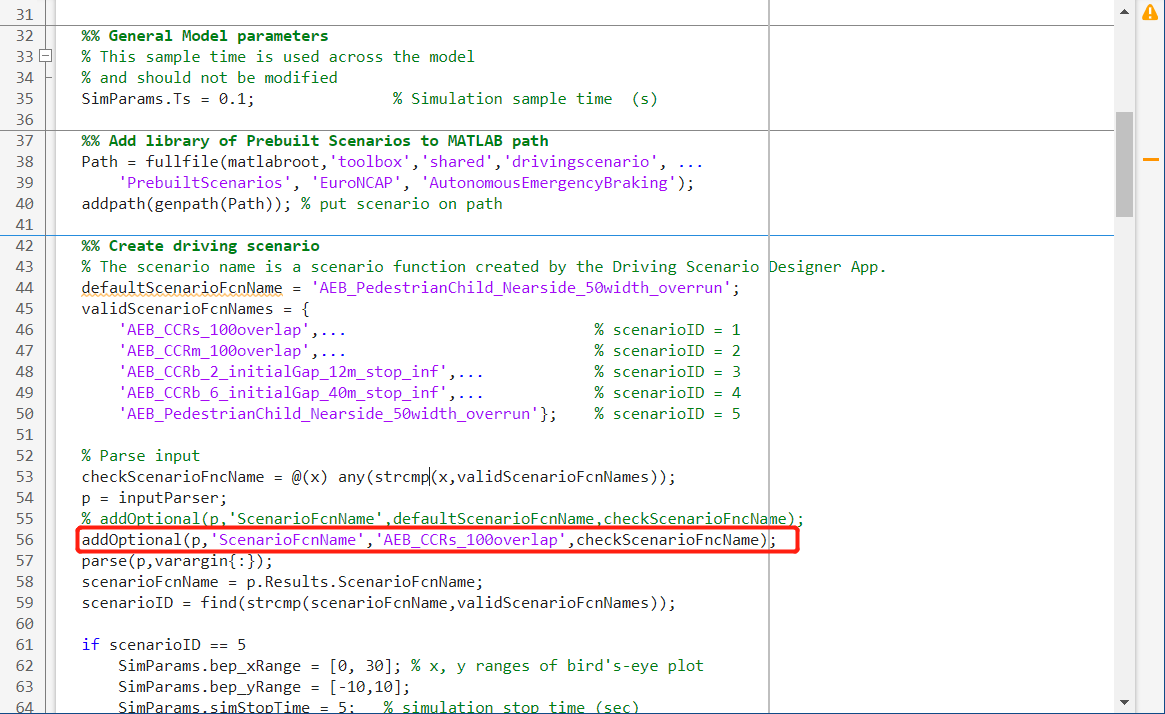 31
32 %% General Model parameters
33 % This sample time is used across the model
34 % and should not be modified
35 SimParams.Ts = 0.1; % Simulation sample time (s)
36
37 %% Add library of Prebuilt Scenarios to MATLAB path
38 Path = fullfile(matlabroot,'toolbox','shared','drivingscenario', ...
39 'PrebuiltScenarios', 'EuroNCAP', 'AutonomousEmergencyBraking');
40 addpath(genpath(Path)); % put scenario on path
41
42 %% Create driving scenario
43 % The scenario name is a scenario function created by the Driving Scenario Designer App.
44 defaultScenarioFcnName = 'AEB_PedestrianChild_Nearside_50width_overrun';
45 validScenarioFcnNames = {
46 'AEB_CCRs_100overlap',... % scenarioID = 1
47 'AEB_CCRm_100overlap',... % scenarioID = 2
48 'AEB_CCRb_2_initialGap_12m_stop_inf',... % scenarioID = 3
49 'AEB_CCRb_6_initialGap_40m_stop_inf',... % scenarioID = 4
50 'AEB_PedestrianChild_Nearside_50width_overrun'}; % scenarioID = 5
51
52 % Parse input
53 checkScenarioFncName = @(x) any(strcmp(x,validScenarioFcnNames));
54 p = inputParser;
55 % addOptional(p,'ScenarioFcnName',defaultScenarioFcnName,checkScenarioFncName);
56 addOptional(p,'ScenarioFcnName','AEB_CCRs_100overlap',checkScenarioFncName);
57 parse(p,varargin{:});
58 scenarioFcnName = p.Results.ScenarioFcnName;
59 scenarioID = find(strcmp(scenarioFcnName,validScenarioFcnNames));
60
61 if scenarioID == 5
62 SimParams.bep_xRange = [0, 30]; % x, y ranges of bird's-eye plot
63 SimParams.bep_yRange = [-10,10];
64 SimParams.simStopTime = 5; % simulation stop time (sec)